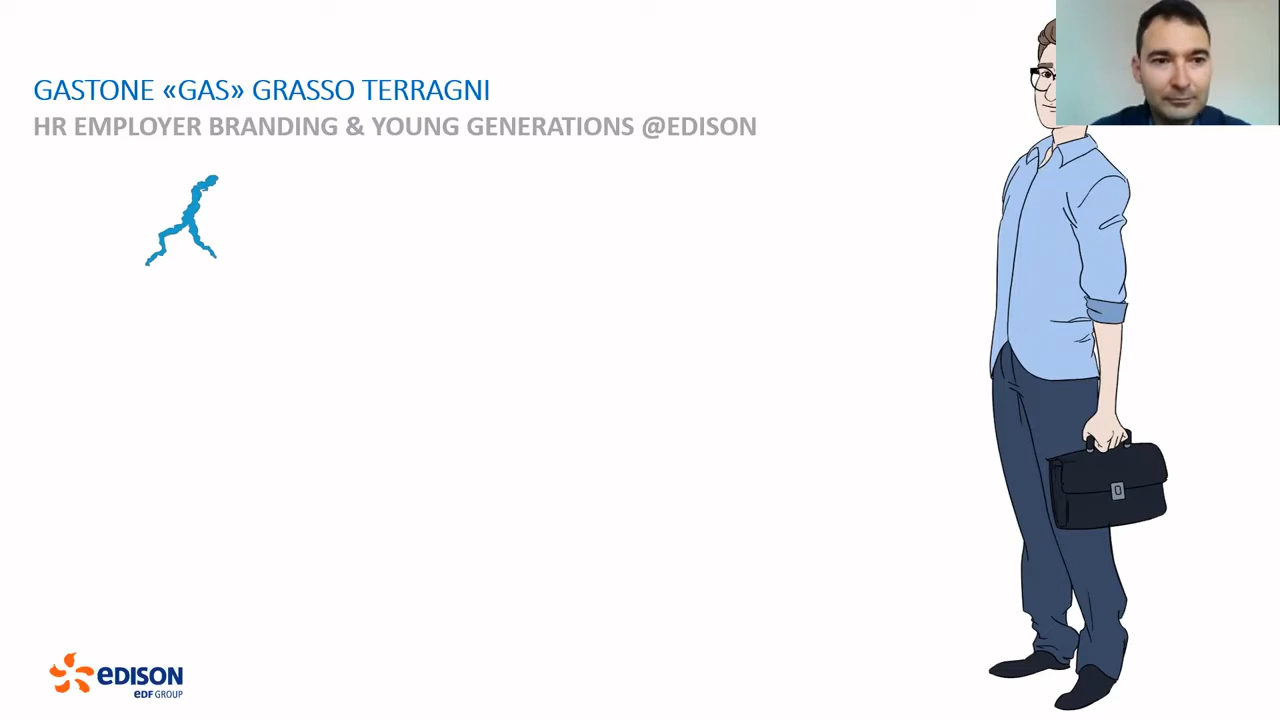 GASTONE «GAS» GRASSO TERRAGNI
HR EMPLOYER BRANDING & YOUNG GENERATIONS @EDISON
eDISON
eDF GROUP